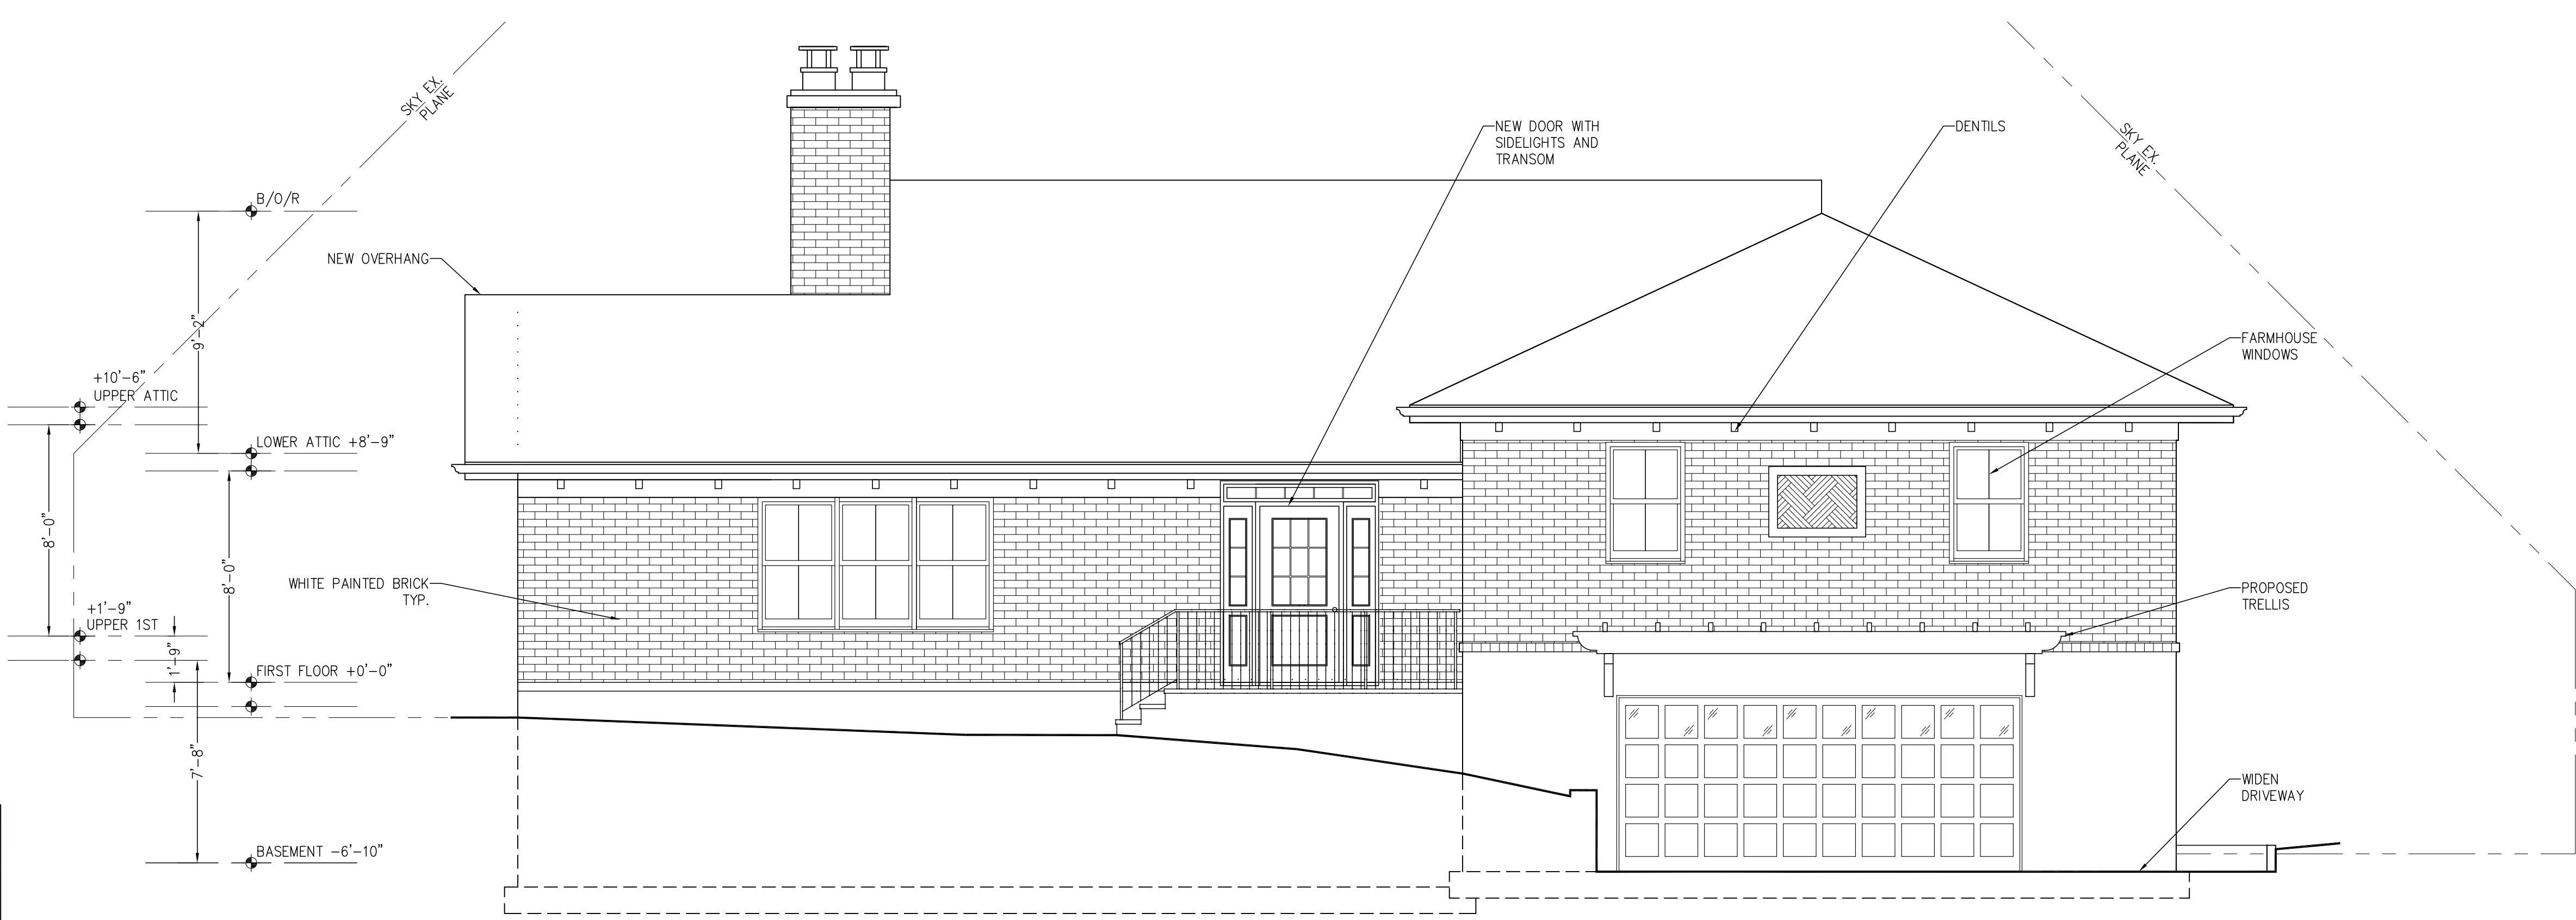 SKY EX.
PLANE
B/O/R
NEW OVERHANG
9'-2"
+10'-6"
UPPER ATTIC
LOWER ATTIC +8'-9"
8'-0"
8'-0"
WHITE PAINTED BRICK
TYP.
+1'-9"
UPPER 1ST
1'-9"
FIRST FLOOR +0'-0"
7'-8"
BASEMENT -6'-10"
NEW DOOR WITH
SIDELIGHTS AND
TRANSOM
DENTILS
SKY EX.
PLANE
FARMHOUSE
WINDOWS
PROPOSED
TRELLIS
WIDEN
DRIVEWAY